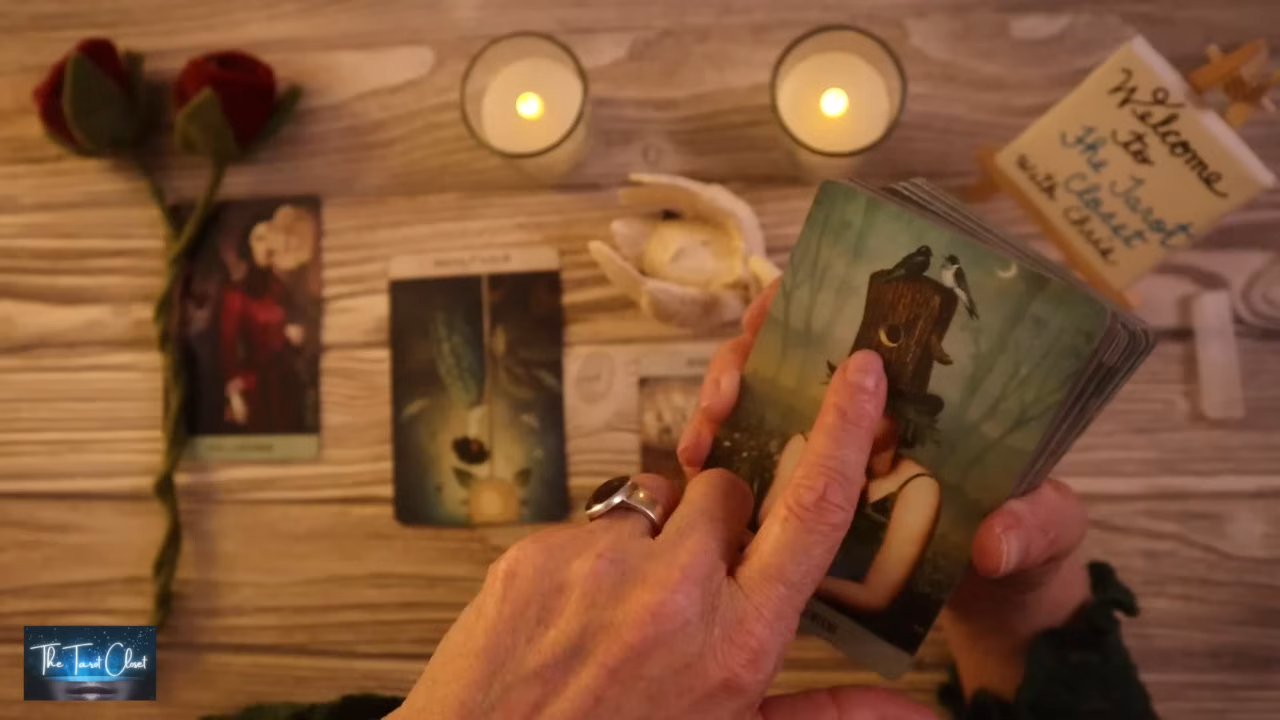 Welcome
to
The Tarot
Closet
with Chris
The Tarot Closet